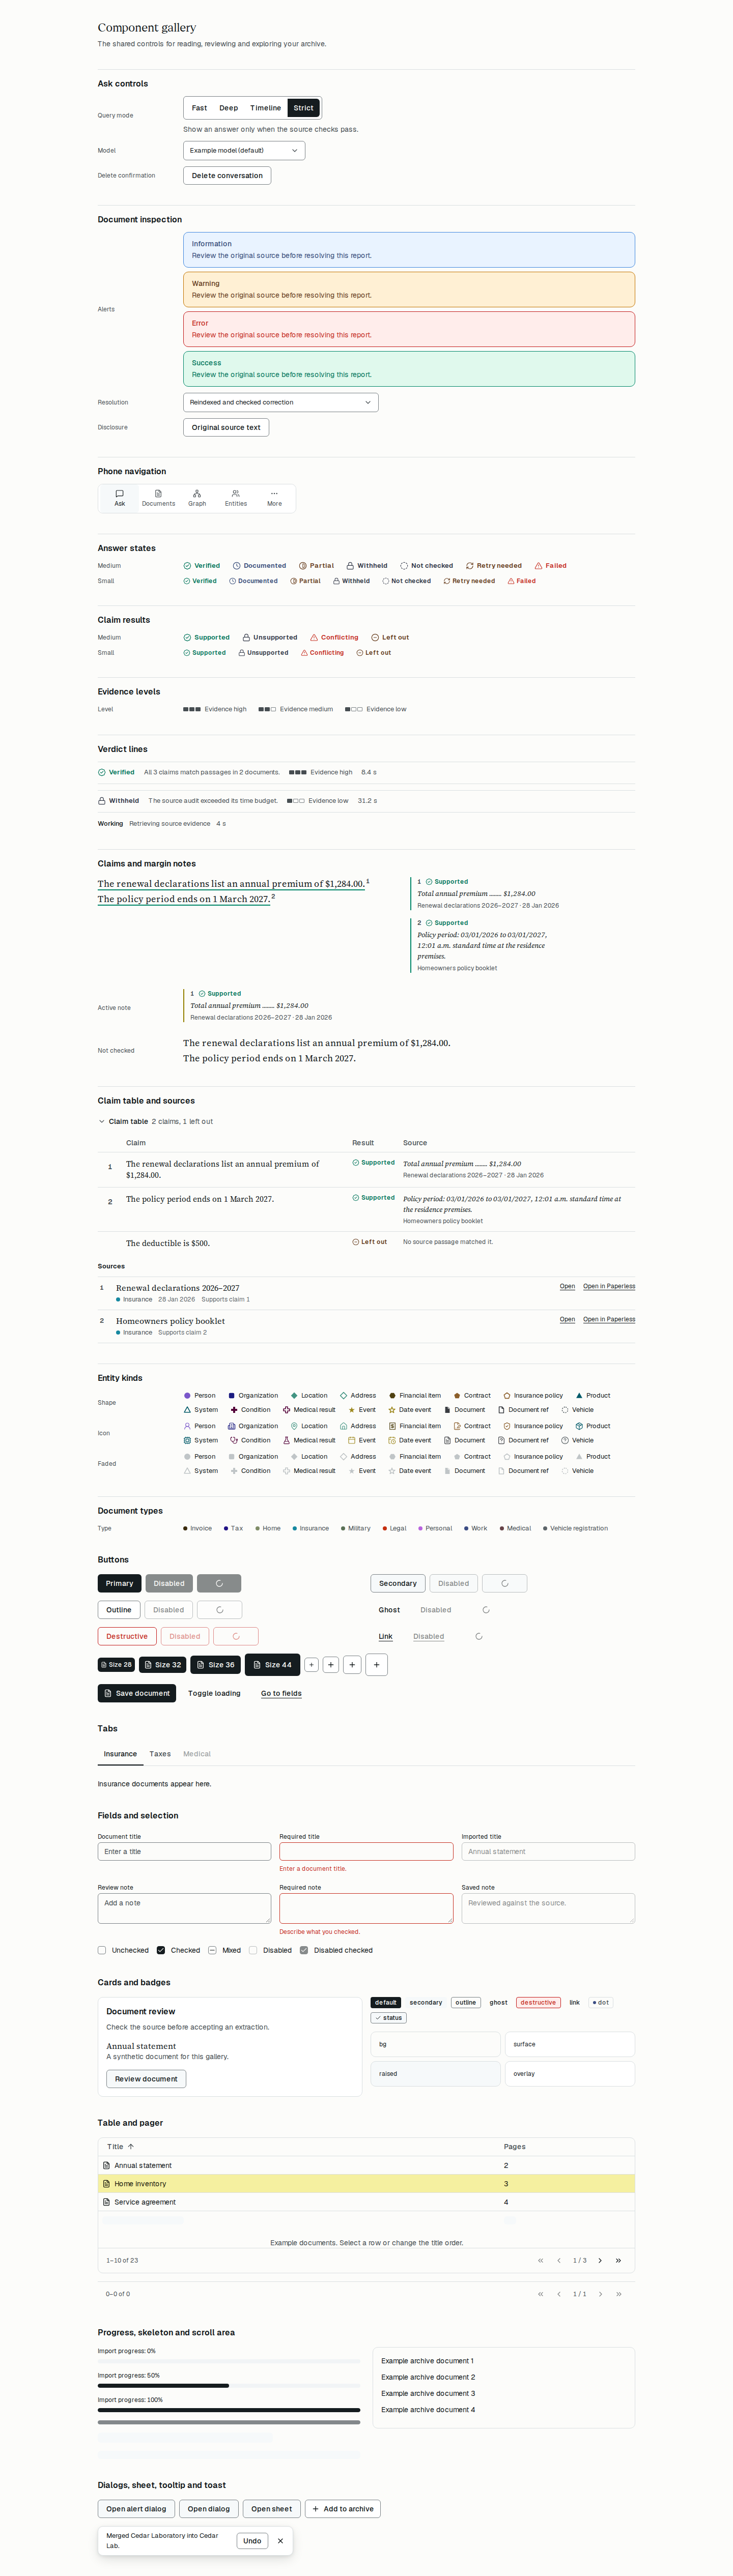 Component gallery
The shared controls for reading, reviewing and exploring your archive.
Ask controls
Query mode
Fast Deep Timeline Strict
Show an answer only when the source checks pass.
Model
Example model (default)
Delete confirmation
Delete conversation
Document inspection
Alerts
Information
Review the original source before resolving this report.
Warning
Review the original source before resolving this report.
Error
Review the original source before resolving this report.
Success
Review the original source before resolving this report.
Resolution
Reindexed and checked correction
Disclosure
Original source text
Phone navigation
Ask Documents Graph Entities More
Answer states
Medium Verified Documented Partial Withheld Not checked Retry needed Failed
Small Verified Documented Partial Withheld Not checked Retry needed Failed
Claim results
Medium Supported Unsupported Conflicting Left out
Small Supported Unsupported Conflicting Left out
Evidence levels
Level Evidence high Evidence medium Evidence low
Verdict lines
Verified All 3 claims match passages in 2 documents. Evidence high 8.4 s
Withheld The source audit exceeded its time budget. Evidence low 31.2 s
Working Retrieving source evidence 4 s
Claims and margin notes
The renewal declarations list an annual premium of $1,284.00. 1
The policy period ends on 1 March 2027. 2
1 Supported
Total annual premium ....... $1,284.00
Renewal declarations 2026–2027 · 28 Jan 2026
2 Supported
Policy period: 03/01/2026 to 03/01/2027,
12:01 a.m. standard time at the residence
premises.
Homeowners policy booklet
Active note
1 Supported
Total annual premium ....... $1,284.00
Renewal declarations 2026–2027 · 28 Jan 2026
Not checked
The renewal declarations list an annual premium of $1,284.00.
The policy period ends on 1 March 2027.
Claim table and sources
Claim table 2 claims, 1 left out
Claim Result Source
1 The renewal declarations list an annual premium of
$1,284.00.
Supported
Total annual premium ....... $1,284.00
Renewal declarations 2026–2027 · 28 Jan 2026
2 The policy period ends on 1 March 2027.
Supported
Policy period: 03/01/2026 to 03/01/2027, 12:01 a.m. standard time at
the residence premises.
Homeowners policy booklet
The deductible is $500. Left out No source passage matched it.
Sources
1 Renewal declarations 2026–2027 Open Open in Paperless
Insurance 28 Jan 2026 Supports claim 1
2 Homeowners policy booklet Open Open in Paperless
Insurance Supports claim 2
Entity kinds
Shape
Person Organization Location Address Financial item Contract Insurance policy Product
System Condition Medical result Event Date event Document Document ref Vehicle
Icon
Person Organization Location Address Financial item Contract Insurance policy Product
System Condition Medical result Event Date event Document Document ref Vehicle
Faded
Person Organization Location Address Financial item Contract Insurance policy Product
System Condition Medical result Event Date event Document Document ref Vehicle
Document types
Type Invoice Tax Home Insurance Military Legal Personal Work Medical Vehicle registration
Buttons
Primary Disabled
Secondary Disabled
Outline Disabled
Ghost Disabled
Destructive Disabled
Link Disabled
Size 28 Size 32 Size 36 Size 44
Save document Toggle loading Go to fields
Tabs
Insurance Taxes Medical
Insurance documents appear here.
Fields and selection
Document title Required title Imported title
Enter a title
Annual statement
Enter a document title.
Review note Required note Saved note
Add a note
Reviewed against the source.
Describe what you checked.
Unchecked Checked Mixed Disabled Disabled checked
Cards and badges
Document review
Check the source before accepting an extraction.
Annual statement
A synthetic document for this gallery.
Review document
default secondary outline ghost destructive link dot
status
bg surface
raised overlay
Table and pager
Title Pages
Annual statement 2
Home inventory 3
Service agreement 4
Example documents. Select a row or change the title order.
1–10 of 23 1 / 3
0–0 of 0 1 / 1
Progress, skeleton and scroll area
Import progress: 0%
Import progress: 50%
Import progress: 100%
Example archive document 1
Example archive document 2
Example archive document 3
Example archive document 4
Dialogs, sheet, tooltip and toast
Open alert dialog Open dialog Open sheet Add to archive
Merged Cedar Laboratory into Cedar
Lab.
Undo